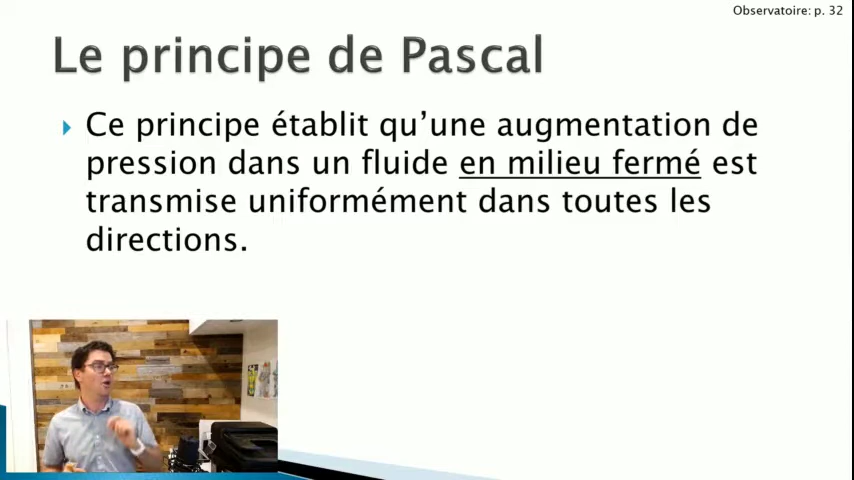 Observatoire: p. 32
Le principe de Pascal
Ce principe établit qu’une augmentation de
pression dans un fluide en milieu fermé est
transmise uniformément dans toutes les
directions.